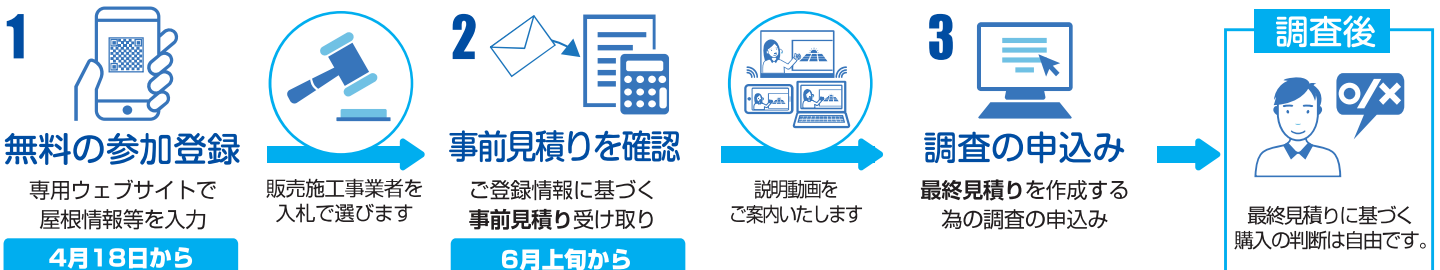 1
無料の参加登録
専用ウェブサイトで
屋根情報等を入力
4月18日から
販売施工事業者を
入札で選びます
2
事前見積りを確認
ご登録情報に基づく
事前見積り受け取り
6月上旬から
説明動画を
ご案内いたします
3
調査の申込み
最終見積りを作成する
為の調査の申込み
調査後
O/×
最終見積りに基づく
購入の判断は自由です。